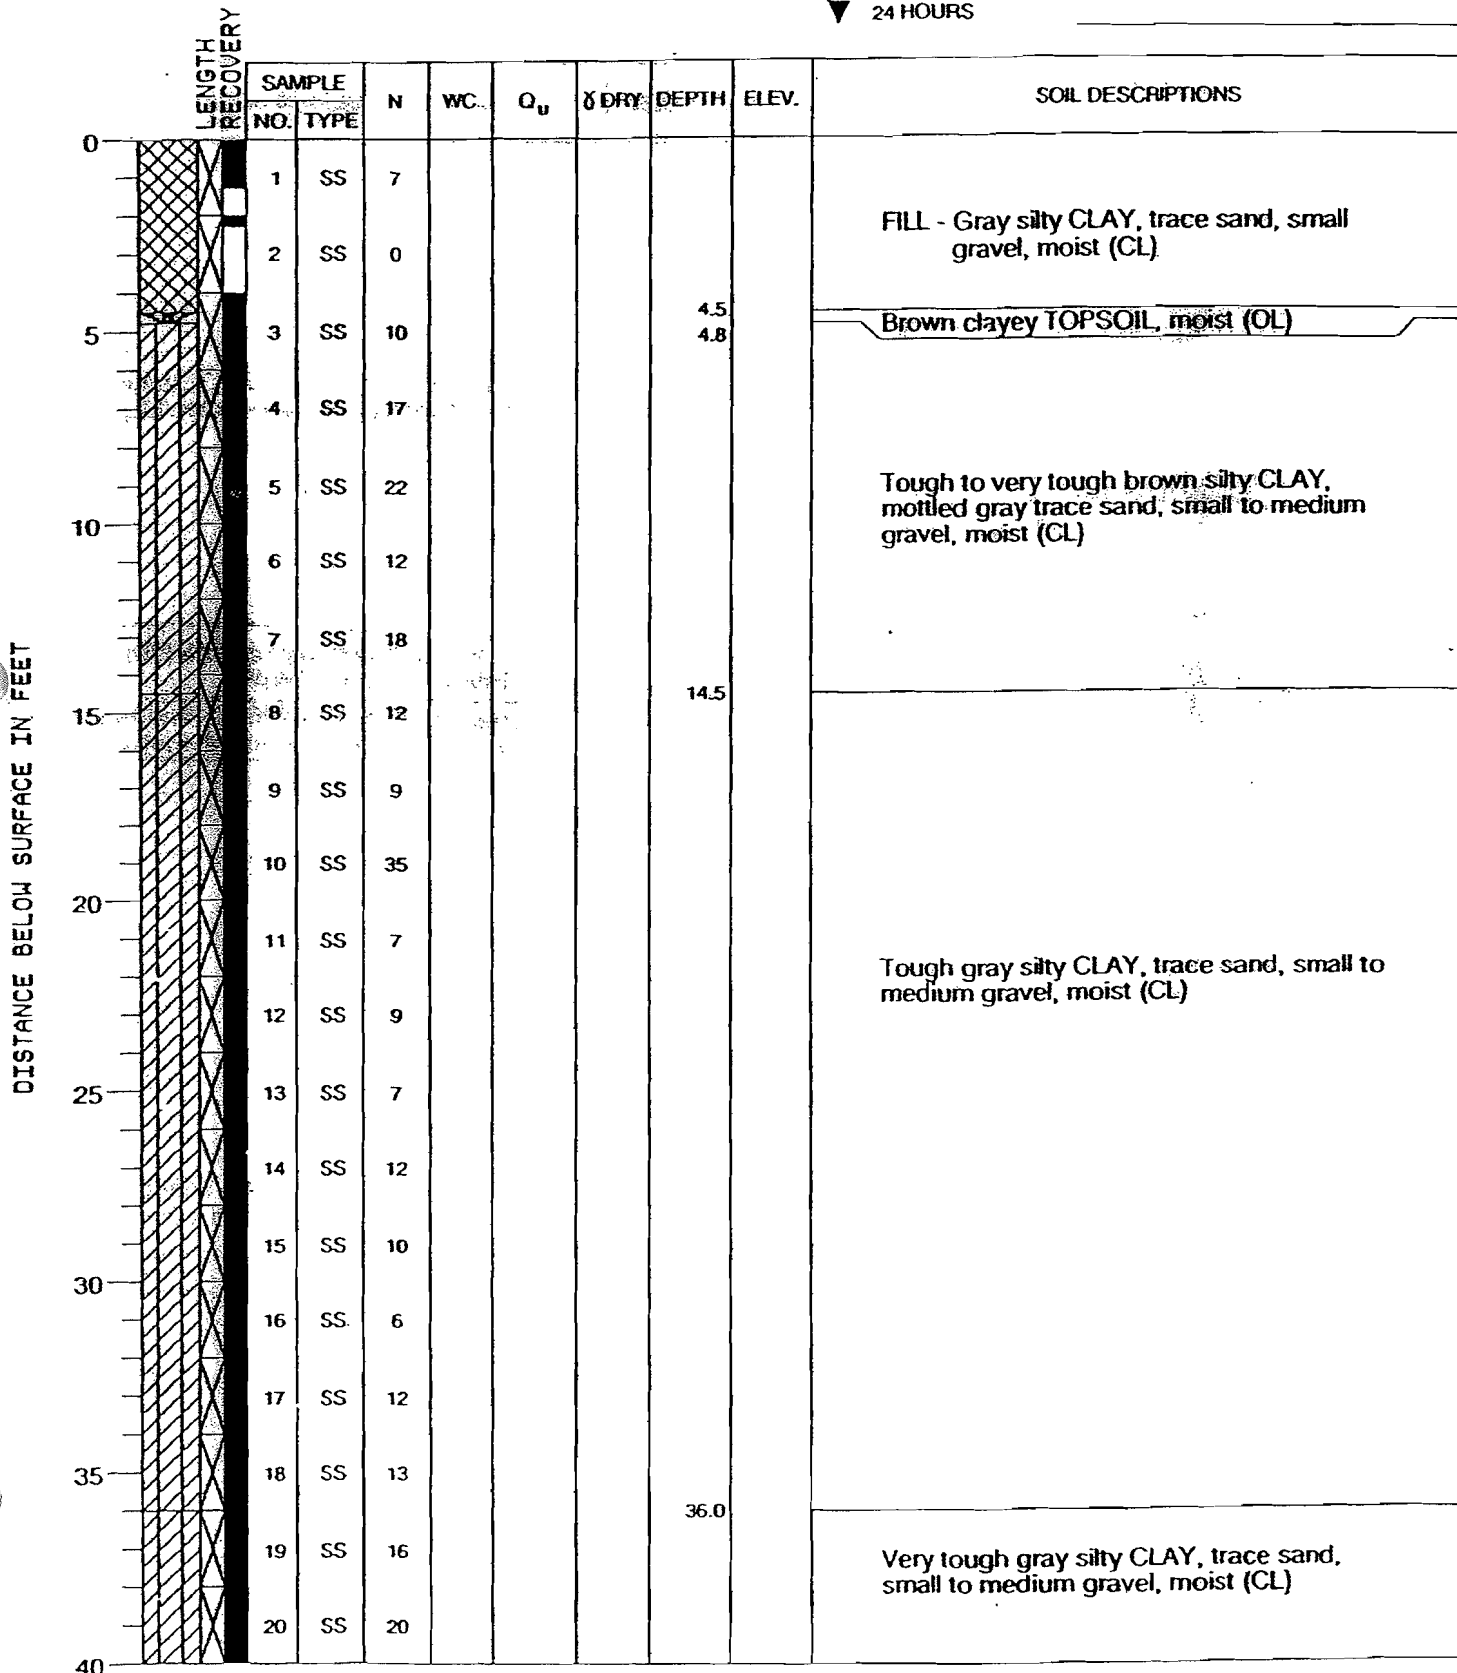 ▼ 24 HOURS
LENGTH
RECOVERY
SAMPLE
NO. TYPE N WC Qu γ DRY DEPTH ELEV. SOIL DESCRIPTIONS
DISTANCE BELOW SURFACE IN FEET
0
1 SS 7
FILL - Gray silty CLAY, trace sand, small
gravel, moist (CL)
2 SS 0
4.5
Brown clayey TOPSOIL, moist (OL)
5 3 SS 10 4.8
4 SS 17
Tough to very tough brown silty CLAY,
5 SS 22
mottled gray trace sand, small to medium
10
gravel, moist (CL)
6 SS 12
7 SS 18
14.5
15 8 SS 12
9 SS 9
10 SS 35
20
11 SS 7
Tough gray silty CLAY, trace sand, small to
medium gravel, moist (CL)
12 SS 9
25 13 SS 7
14 SS 12
15 SS 10
30
16 SS 6
17 SS 12
35 18 SS 13
36.0
19 SS 16
Very tough gray silty CLAY, trace sand,
small to medium gravel, moist (CL)
20 SS 20
40